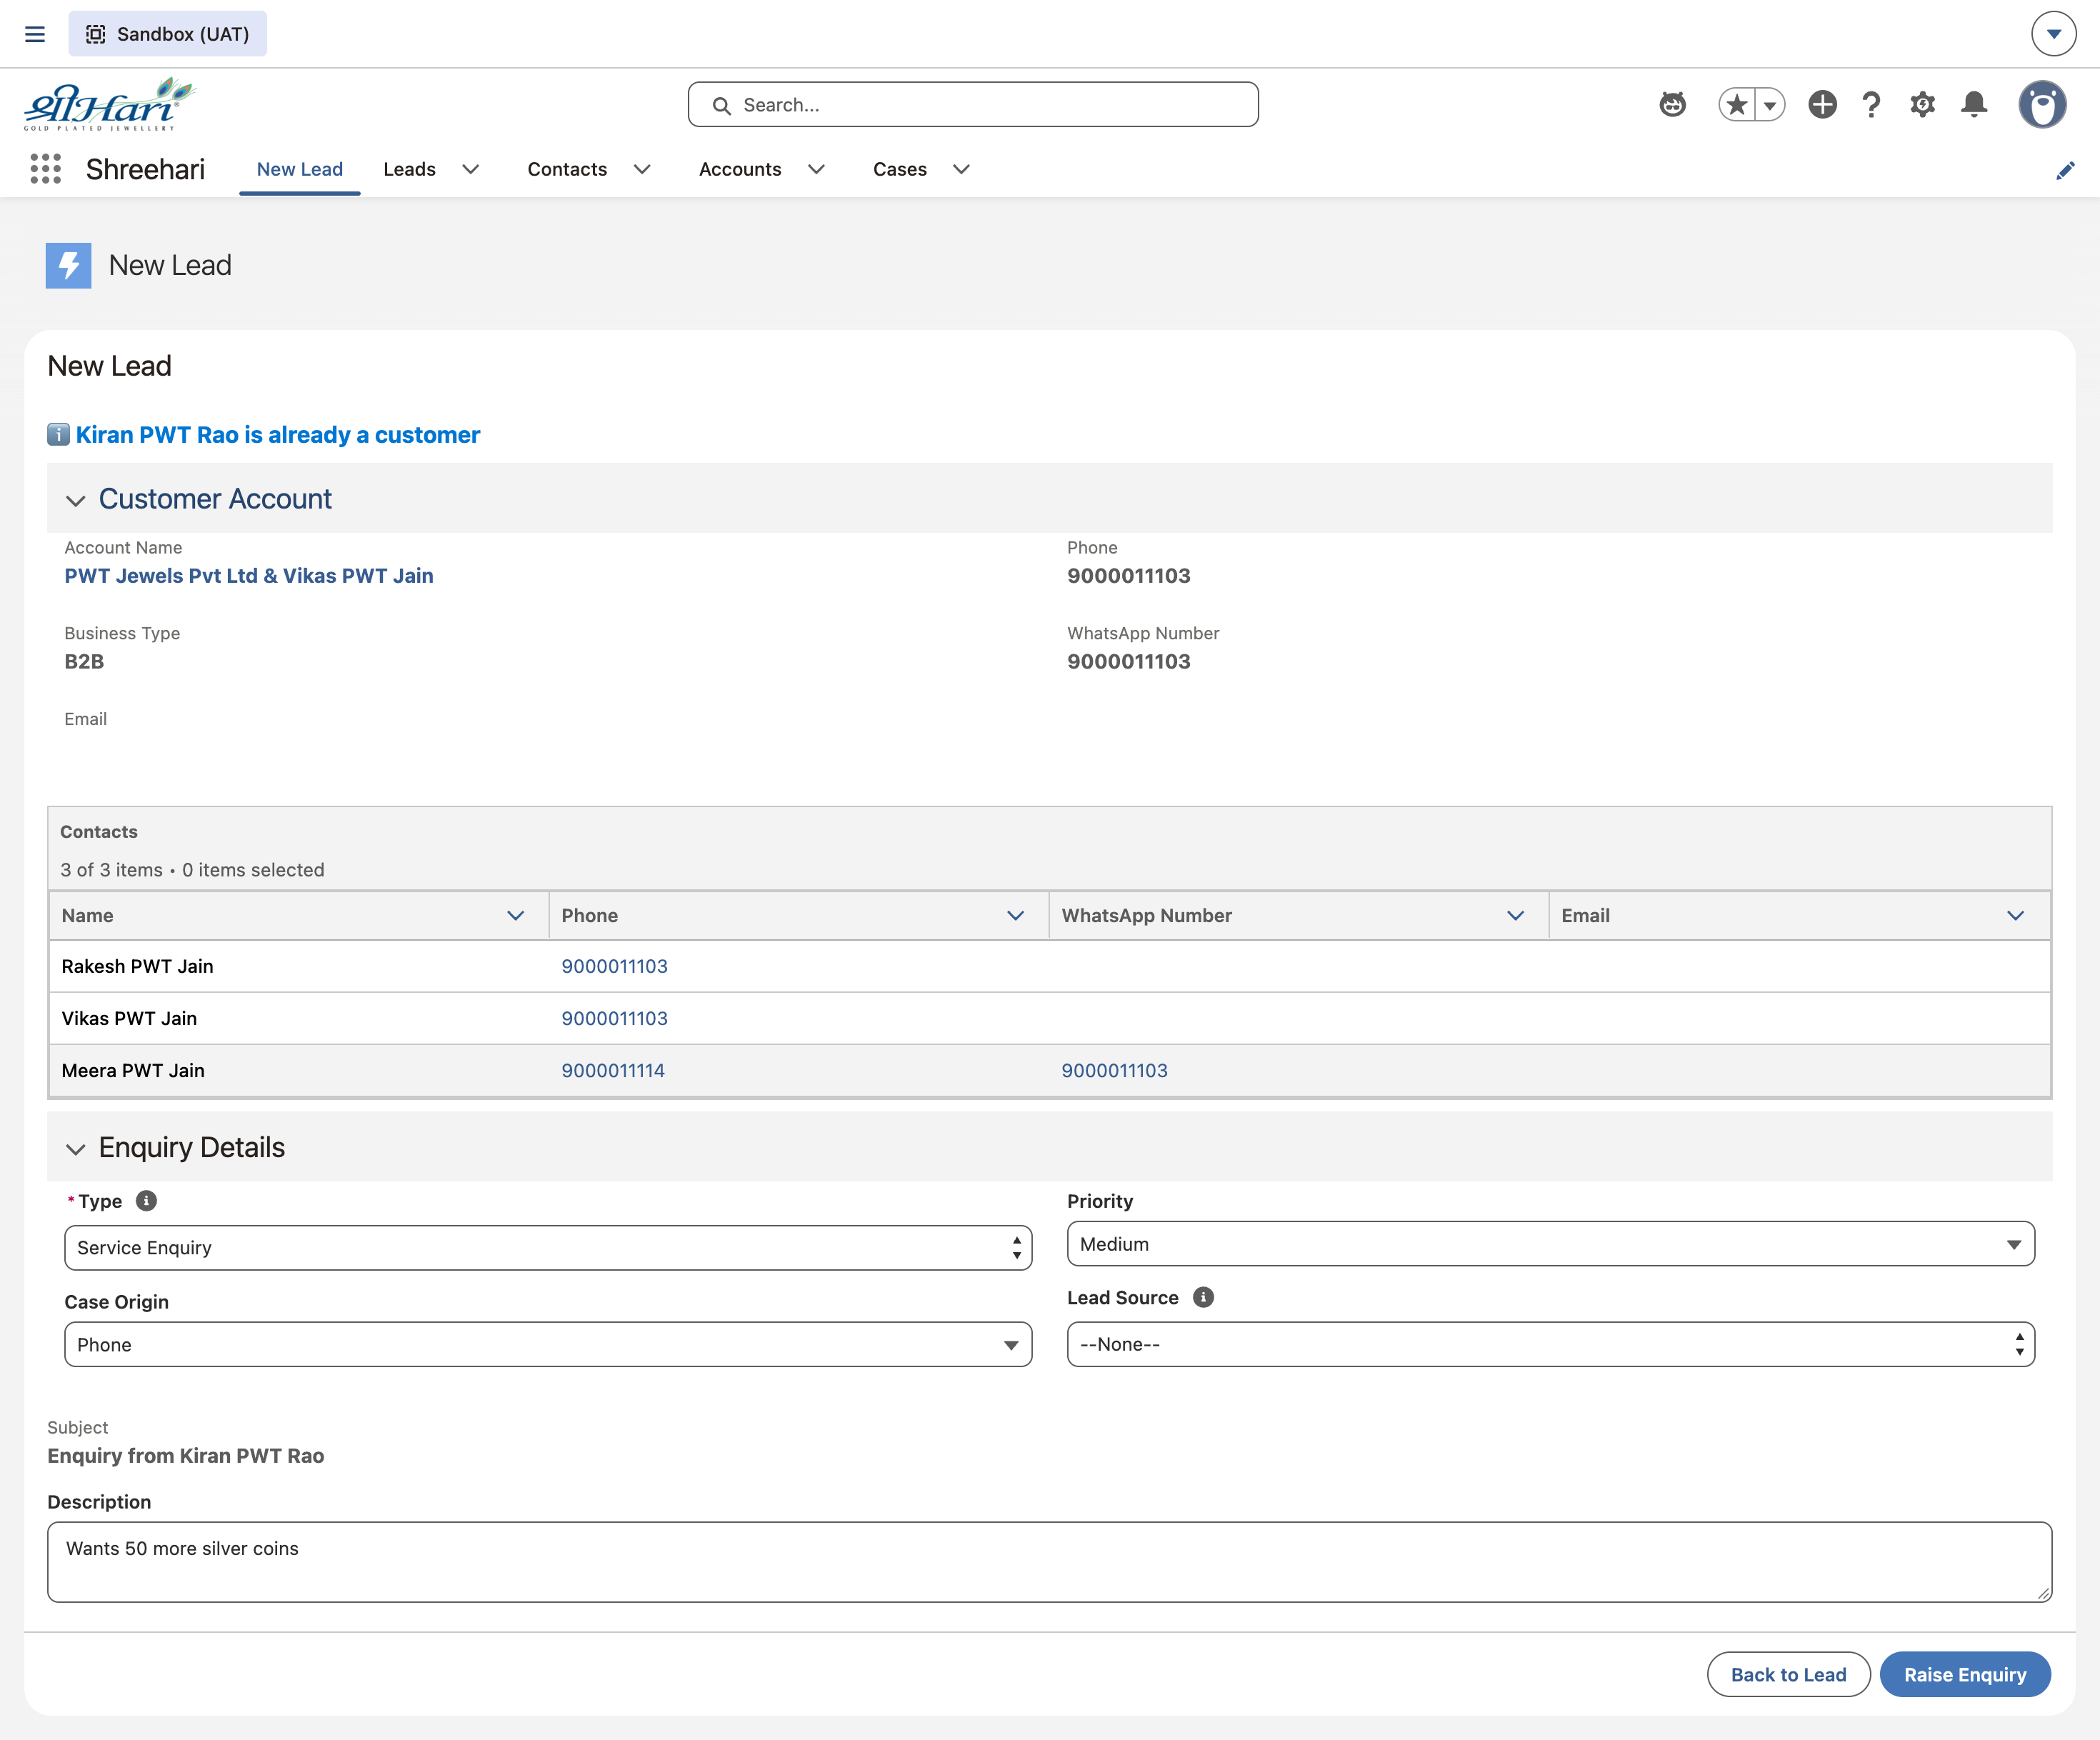 Sandbox (UAT)
श्रीHari®
GOLD PLATED JEWELLERY
Search...
Shreehari
New Lead
Leads
Contacts
Accounts
Cases
New Lead
New Lead
Kiran PWT Rao is already a customer
Customer Account
Account Name
PWT Jewels Pvt Ltd & Vikas PWT Jain
Phone
9000011103
Business Type
B2B
WhatsApp Number
9000011103
Email
Contacts
3 of 3 items • 0 items selected
Name Phone WhatsApp Number Email
Rakesh PWT Jain 9000011103
Vikas PWT Jain 9000011103
Meera PWT Jain 9000011114 9000011103
Enquiry Details
*Type
Service Enquiry
Priority
Medium
Case Origin
Phone
Lead Source
--None--
Subject
Enquiry from Kiran PWT Rao
Description
Wants 50 more silver coins
Back to Lead
Raise Enquiry